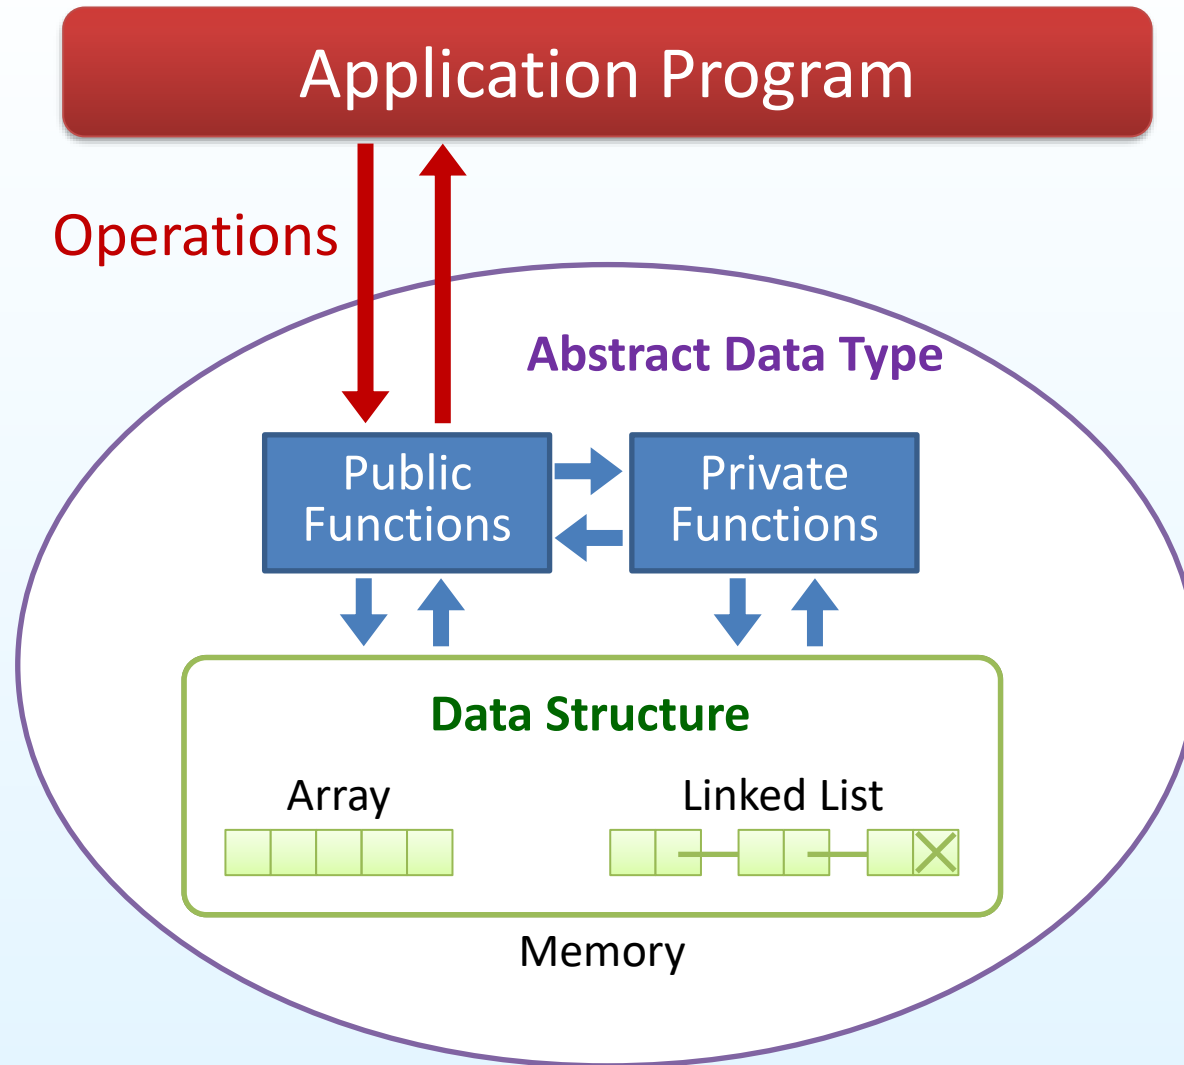 Application Program
Operations
Abstract Data Type
Public
Functions
Private
Functions
Data Structure
Array
Linked List
Memory